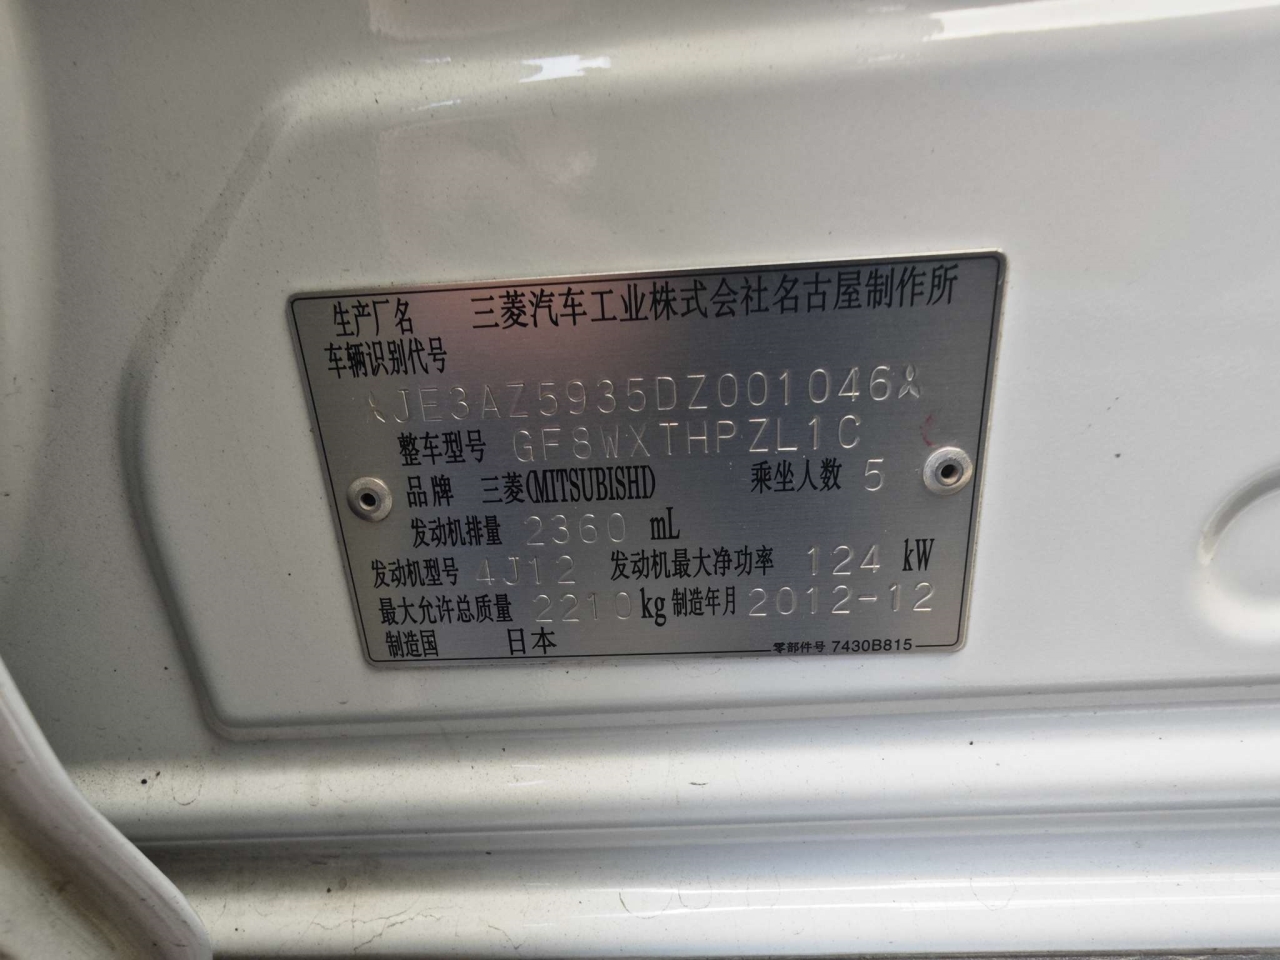 生产厂名 三菱汽车工业株式会社名古屋制作所
车辆识别代号
JE3AZ5935DZ001046
整车型号 GF8WXTHPZL1C
品牌 三菱(MITSUBISHI) 乘坐人数 5
发动机排量 2360 mL
发动机型号 4J12 发动机最大净功率 124 kW
最大允许总质量 2210 kg 制造年月 2012-12
制造国 日本 零部件号 7430B815